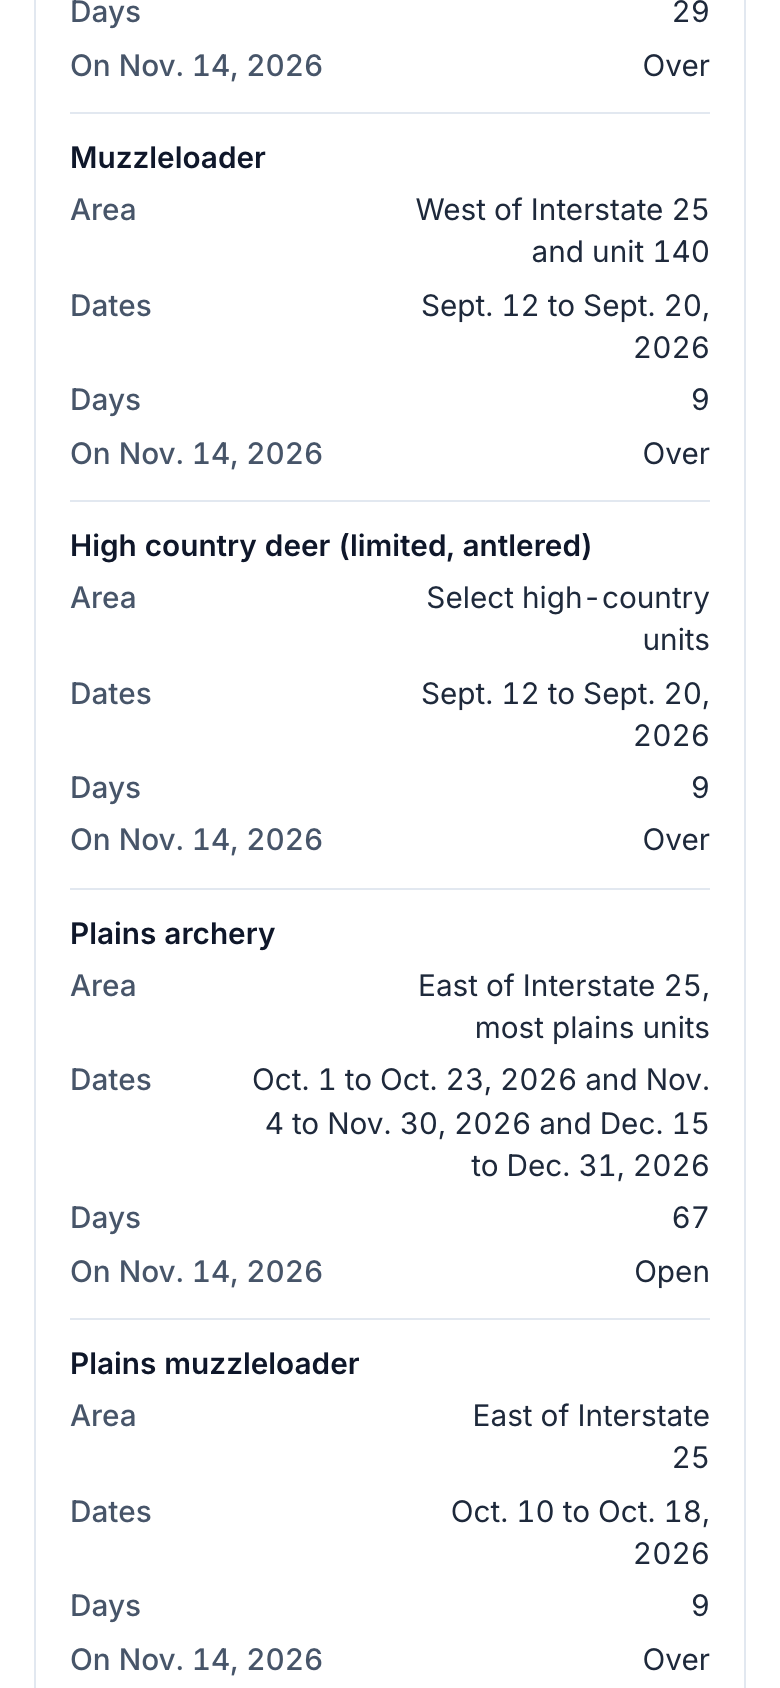 Days 29
On Nov. 14, 2026 Over
Muzzleloader
Area West of Interstate 25
and unit 140
Dates Sept. 12 to Sept. 20,
2026
Days 9
On Nov. 14, 2026 Over
High country deer (limited, antlered)
Area Select high-country
units
Dates Sept. 12 to Sept. 20,
2026
Days 9
On Nov. 14, 2026 Over
Plains archery
Area East of Interstate 25,
most plains units
Dates Oct. 1 to Oct. 23, 2026 and Nov.
4 to Nov. 30, 2026 and Dec. 15
to Dec. 31, 2026
Days 67
On Nov. 14, 2026 Open
Plains muzzleloader
Area East of Interstate
25
Dates Oct. 10 to Oct. 18,
2026
Days 9
On Nov. 14, 2026 Over